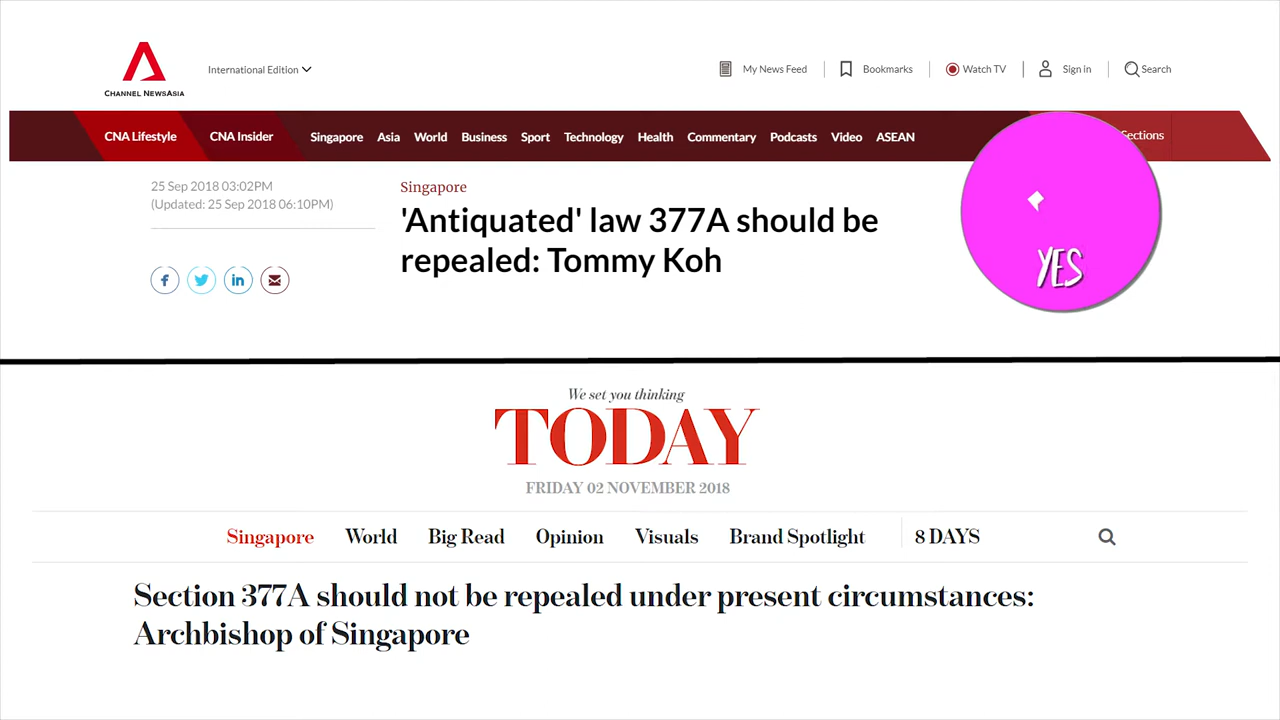 CHANNEL NEWSASIA
International Edition
My News Feed
Bookmarks
Watch TV
Sign in
Search
CNA Lifestyle
CNA Insider
Singapore
Asia
World
Business
Sport
Technology
Health
Commentary
Podcasts
Video
ASEAN
Sections
25 Sep 2018 03:02PM
(Updated: 25 Sep 2018 06:10PM)
Singapore
'Antiquated' law 377A should be
repealed: Tommy Koh
YES
We set you thinking
TODAY
FRIDAY 02 NOVEMBER 2018
Singapore
World
Big Read
Opinion
Visuals
Brand Spotlight
8 DAYS
Section 377A should not be repealed under present circumstances:
Archbishop of Singapore